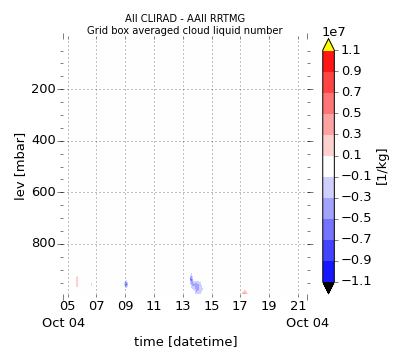 All CLIRAD - AAll RRTMG
Grid box averaged cloud liquid number
1e7
200
400
600
800
lev [mbar]
05 07 09 11 13 15 17 19 21
Oct 04 Oct 04
time [datetime]
1.1
0.9
0.7
0.5
0.3
0.1
−0.1
−0.3
−0.5
−0.7
−0.9
−1.1
[1/kg]